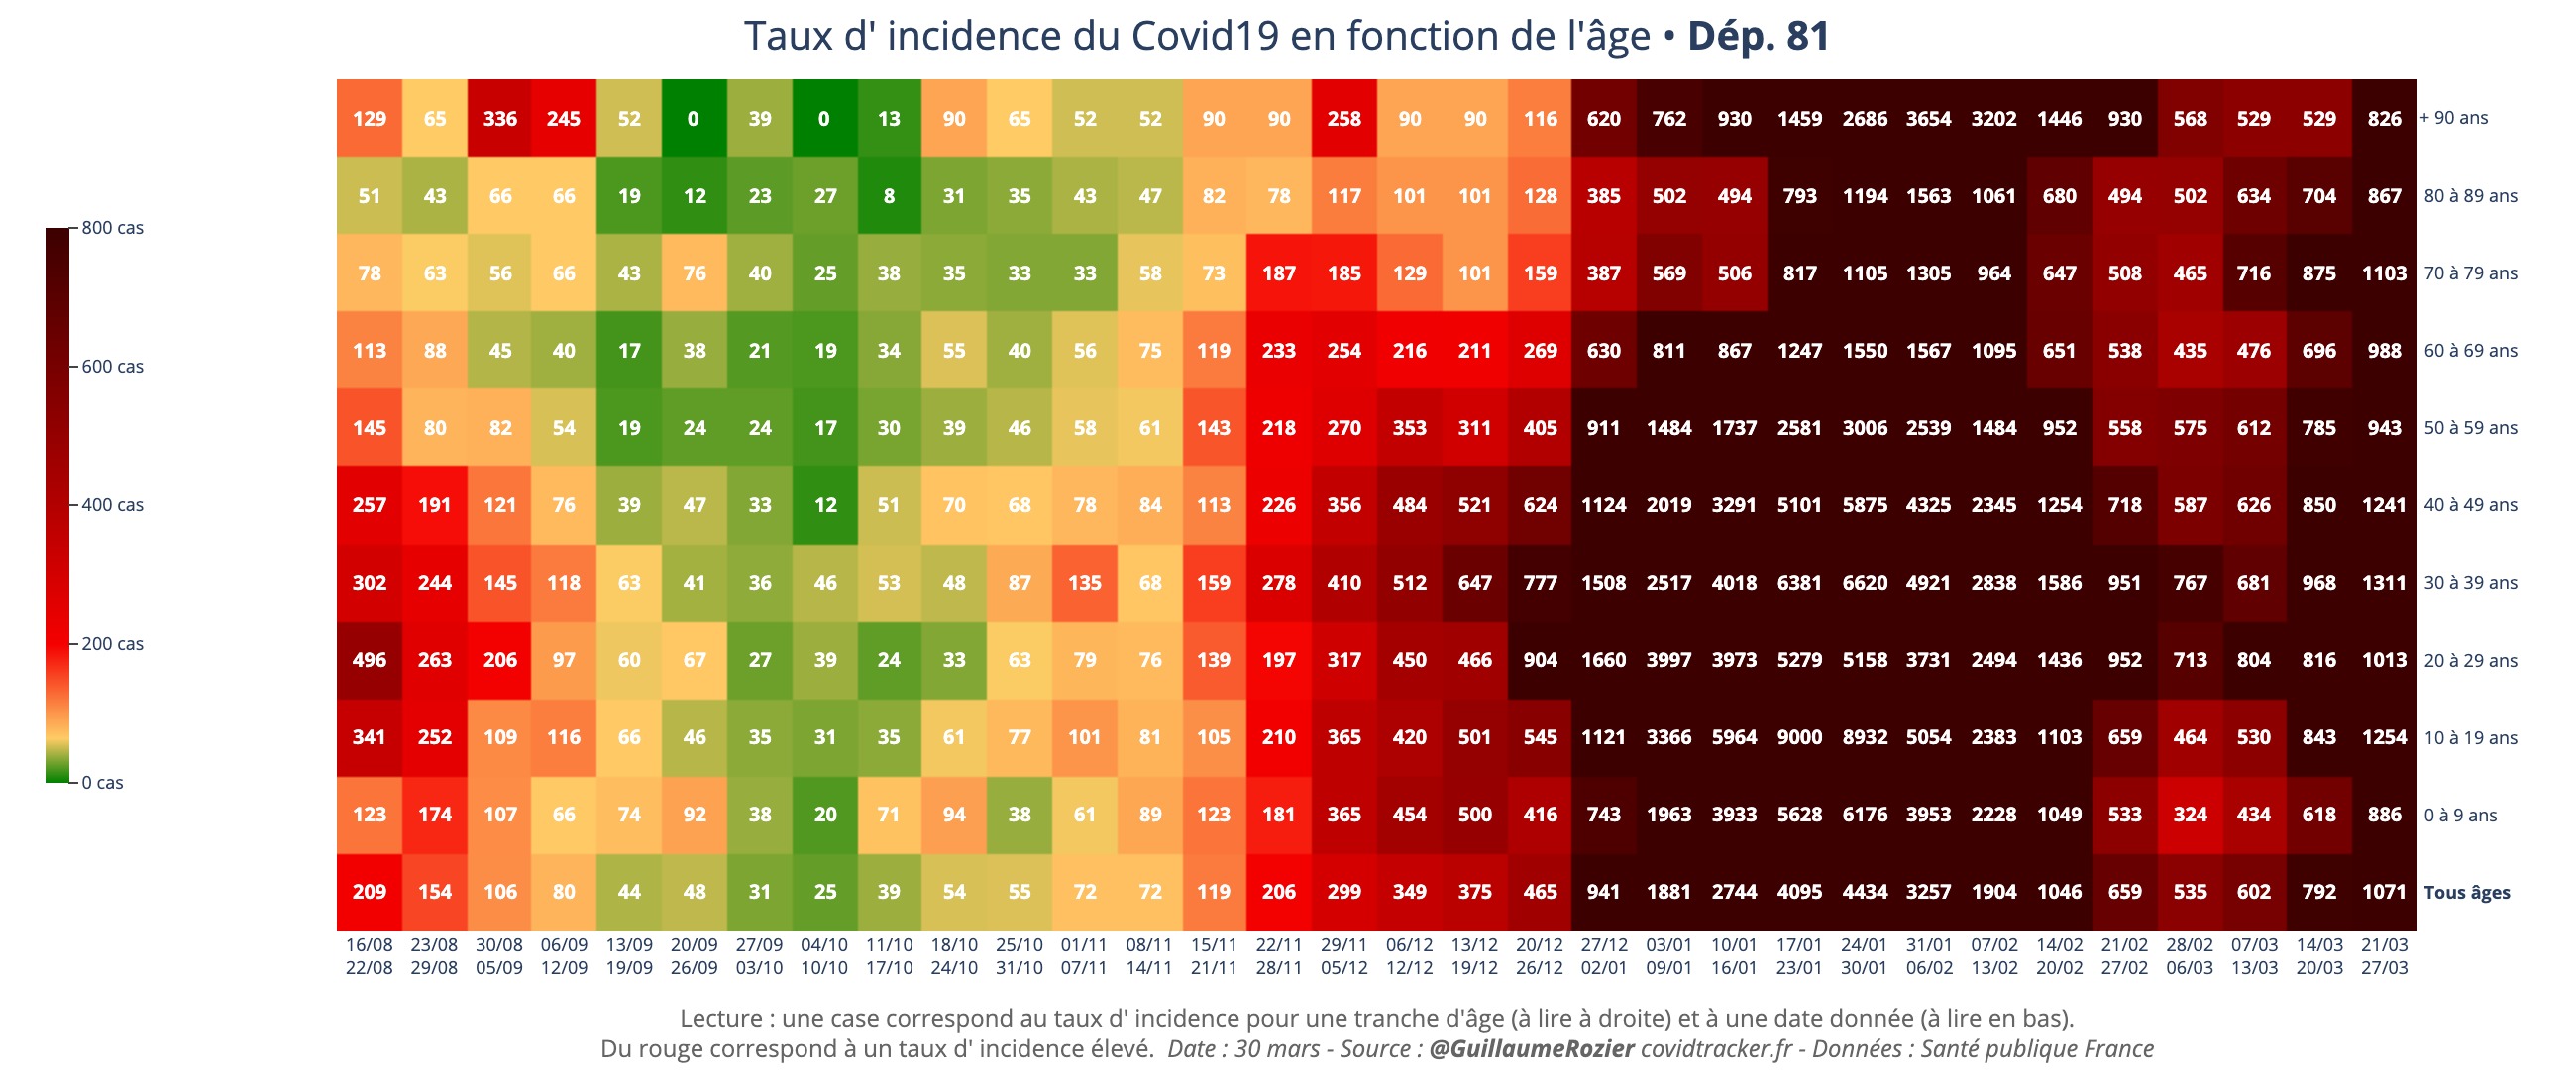 Taux d' incidence du Covid19 en fonction de l'âge • Dép. 81
129 65 336 245 52 0 39 0 13 90 65 52 52 90 90 258 90 90 116 620 762 930 1459 2686 3654 3202 1446 930 568 529 529 826 + 90 ans
51 43 66 66 19 12 23 27 8 31 35 43 47 82 78 117 101 101 128 385 502 494 793 1194 1563 1061 680 494 502 634 704 867 80 à 89 ans
800 cas
78 63 56 66 43 76 40 25 38 35 33 33 58 73 187 185 129 101 159 387 569 506 817 1105 1305 964 647 508 465 716 875 1103 70 à 79 ans
113 88 45 40 17 38 21 19 34 55 40 56 75 119 233 254 216 211 269 630 811 867 1247 1550 1567 1095 651 538 435 476 696 988 60 à 69 ans
600 cas
145 80 82 54 19 24 24 17 30 39 46 58 61 143 218 270 353 311 405 911 1484 1737 2581 3006 2539 1484 952 558 575 612 785 943 50 à 59 ans
400 cas
257 191 121 76 39 47 33 12 51 70 68 78 84 113 226 356 484 521 624 1124 2019 3291 5101 5875 4325 2345 1254 718 587 626 850 1241 40 à 49 ans
302 244 145 118 63 41 36 46 53 48 87 135 68 159 278 410 512 647 777 1508 2517 4018 6381 6620 4921 2838 1586 951 767 681 968 1311 30 à 39 ans
200 cas
496 263 206 97 60 67 27 39 24 33 63 79 76 139 197 317 450 466 904 1660 3997 3973 5279 5158 3731 2494 1436 952 713 804 816 1013 20 à 29 ans
341 252 109 116 66 46 35 31 35 61 77 101 81 105 210 365 420 501 545 1121 3366 5964 9000 8932 5054 2383 1103 659 464 530 843 1254 10 à 19 ans
0 cas
123 174 107 66 74 92 38 20 71 94 38 61 89 123 181 365 454 500 416 743 1963 3933 5628 6176 3953 2228 1049 533 324 434 618 886 0 à 9 ans
209 154 106 80 44 48 31 25 39 54 55 72 72 119 206 299 349 375 465 941 1881 2744 4095 4434 3257 1904 1046 659 535 602 792 1071 Tous âges
16/08 23/08 30/08 06/09 13/09 20/09 27/09 04/10 11/10 18/10 25/10 01/11 08/11 15/11 22/11 29/11 06/12 13/12 20/12 27/12 03/01 10/01 17/01 24/01 31/01 07/02 14/02 21/02 28/02 07/03 14/03 21/03
22/08 29/08 05/09 12/09 19/09 26/09 03/10 10/10 17/10 24/10 31/10 07/11 14/11 21/11 28/11 05/12 12/12 19/12 26/12 02/01 09/01 16/01 23/01 30/01 06/02 13/02 20/02 27/02 06/03 13/03 20/03 27/03
Lecture : une case correspond au taux d' incidence pour une tranche d'âge (à lire à droite) et à une date donnée (à lire en bas).
Du rouge correspond à un taux d' incidence élevé. Date : 30 mars - Source : @GuillaumeRozier covidtracker.fr - Données : Santé publique France